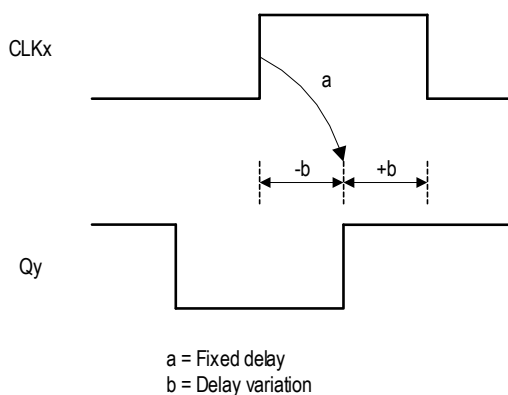 CLKx
a
-b +b
Qy
a = Fixed delay
b = Delay variation